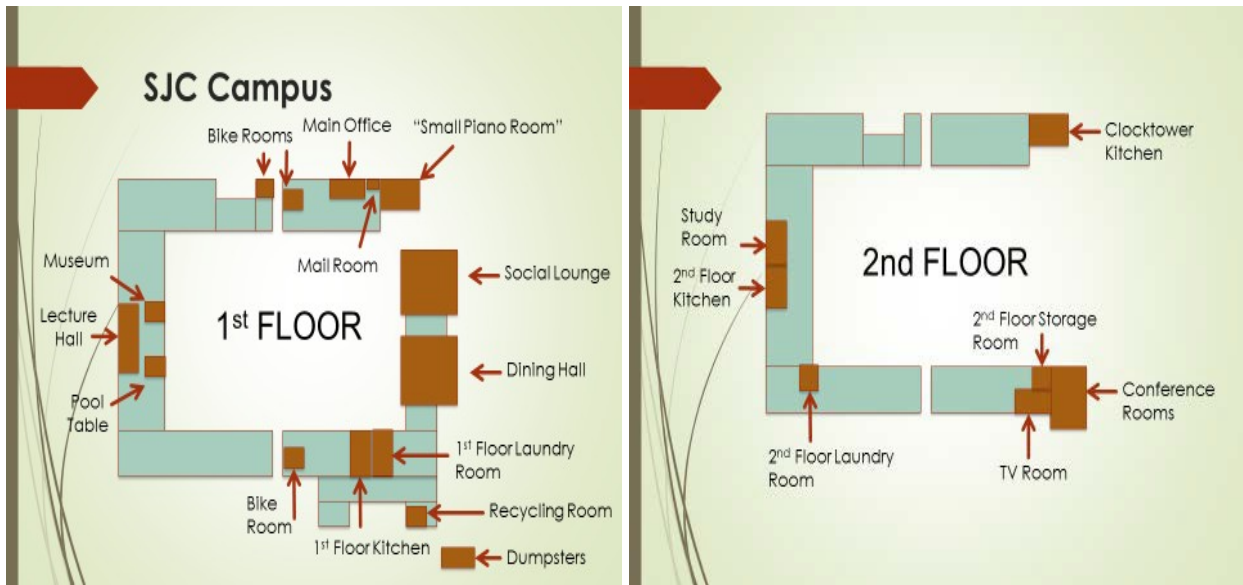 SJC Campus
Bike Rooms
Main Office
“Small Piano Room”
Mail Room
Museum
Lecture
Hall
1st FLOOR
Social Lounge
Dining Hall
Pool
Table
1st Floor Laundry
Room
Bike
Room
1st Floor Kitchen
Recycling Room
Dumpsters
Clocktower
Kitchen
Study
Room
2nd Floor
Kitchen
2nd FLOOR
2nd Floor Storage
Room
Conference
Rooms
2nd Floor Laundry
Room
TV Room